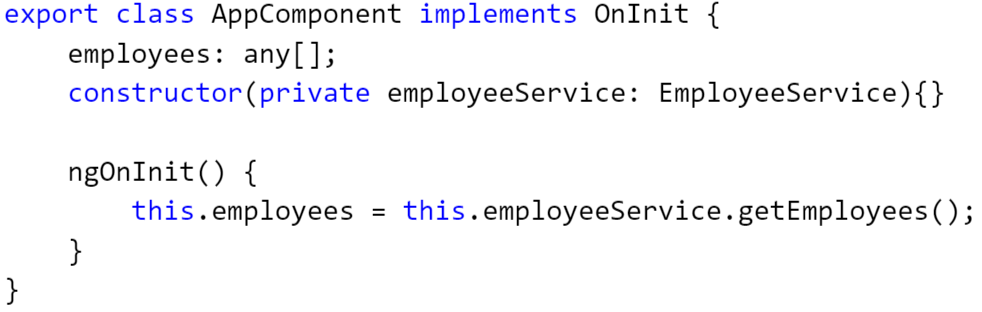 export class AppComponent implements OnInit {
    employees: any[];
    constructor(private employeeService: EmployeeService){}

    ngOnInit() {
        this.employees = this.employeeService.getEmployees();
    }
}